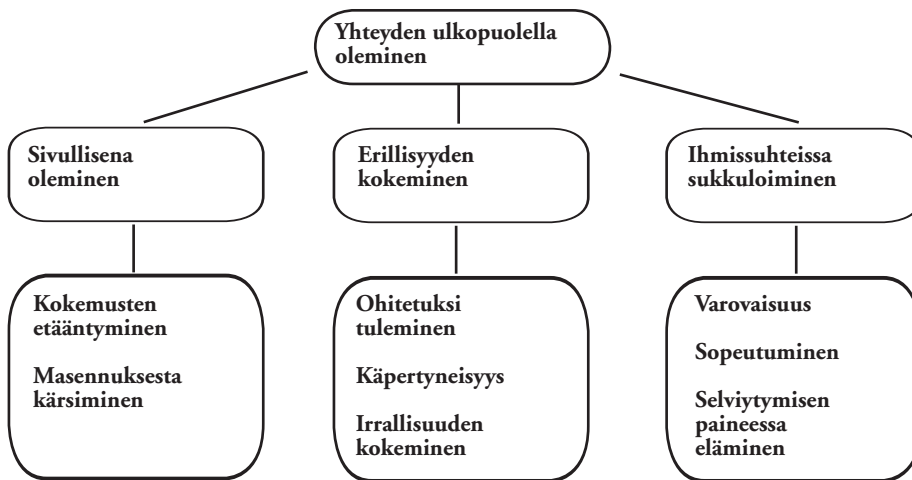 Yhteyden ulkopuolella
oleminen
Sivullisena
oleminen
Erillisyyden
kokeminen
Ihmissuhteissa
sukkuloiminen
Kokemusten
etääntyminen
Masennuksesta
kärsiminen
Ohitetuksi
tuleminen
Käpertyneisyys
Irrallisuuden
kokeminen
Varovaisuus
Sopeutuminen
Selviytymisen
paineessa
eläminen